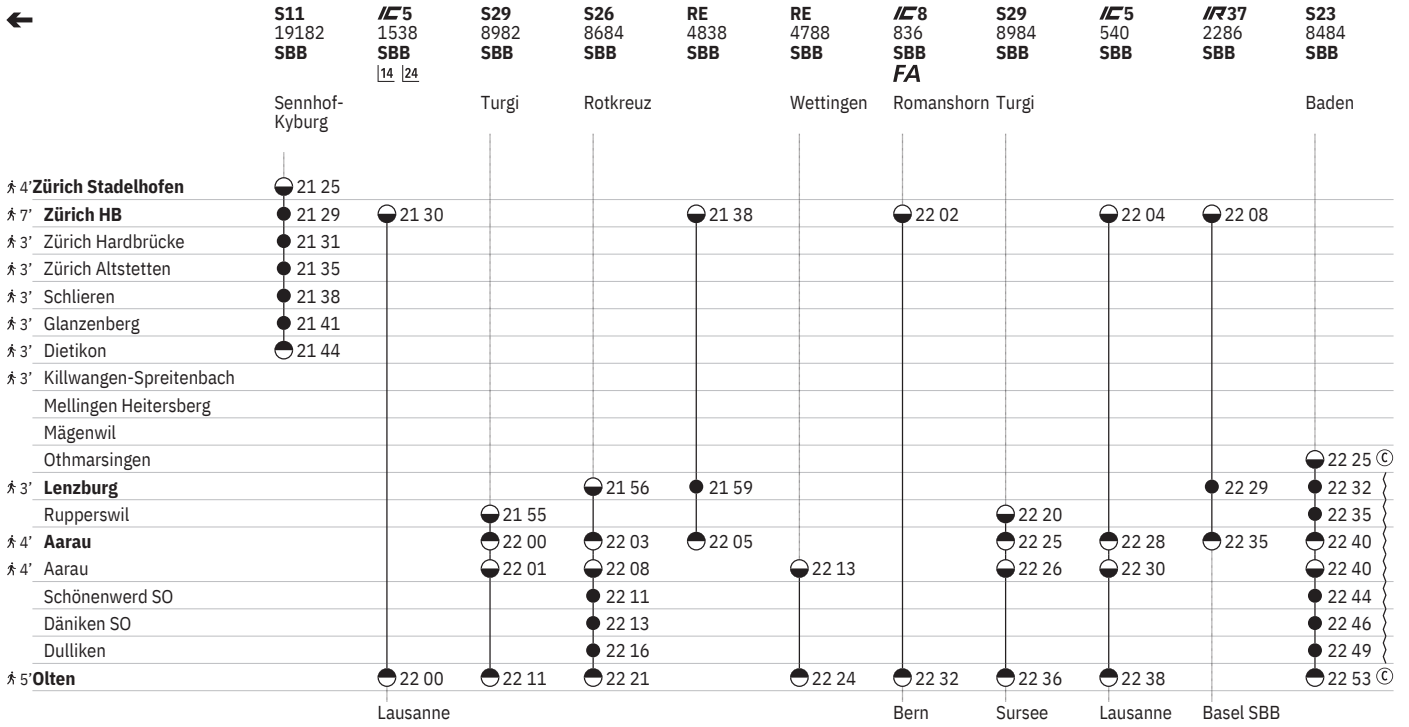 S11 IC5 S29 S26 RE RE IC8 S29 IC5 IR37 S23
19182 1538 8982 8684 4838 4788 836 8984 540 2286 8484
SBB SBB SBB SBB SBB SBB SBB SBB SBB SBB SBB
14 24 FA
Sennhof- Turgi Rotkreuz Wettingen Romanshorn Turgi Baden
Kyburg
4' Zürich Stadelhofen 21 25
7' Zürich HB 21 29 21 30 21 38 22 02 22 04 22 08
3' Zürich Hardbrücke 21 31
3' Zürich Altstetten 21 35
3' Schlieren 21 38
3' Glanzenberg 21 41
3' Dietikon 21 44
3' Killwangen-Spreitenbach
Mellingen Heitersberg
Mägenwil
Othmarsingen 22 25 C
3' Lenzburg 21 56 21 59 22 29 22 32
Rupperswil 21 55 22 20 22 35
4' Aarau 22 00 22 03 22 05 22 25 22 28 22 35 22 40
4' Aarau 22 01 22 08 22 13 22 26 22 30 22 40
Schönenwerd SO 22 11 22 44
Däniken SO 22 13 22 46
Dulliken 22 16 22 49
5' Olten 22 00 22 11 22 21 22 24 22 32 22 36 22 38 22 53 C
Lausanne Bern Sursee Lausanne Basel SBB